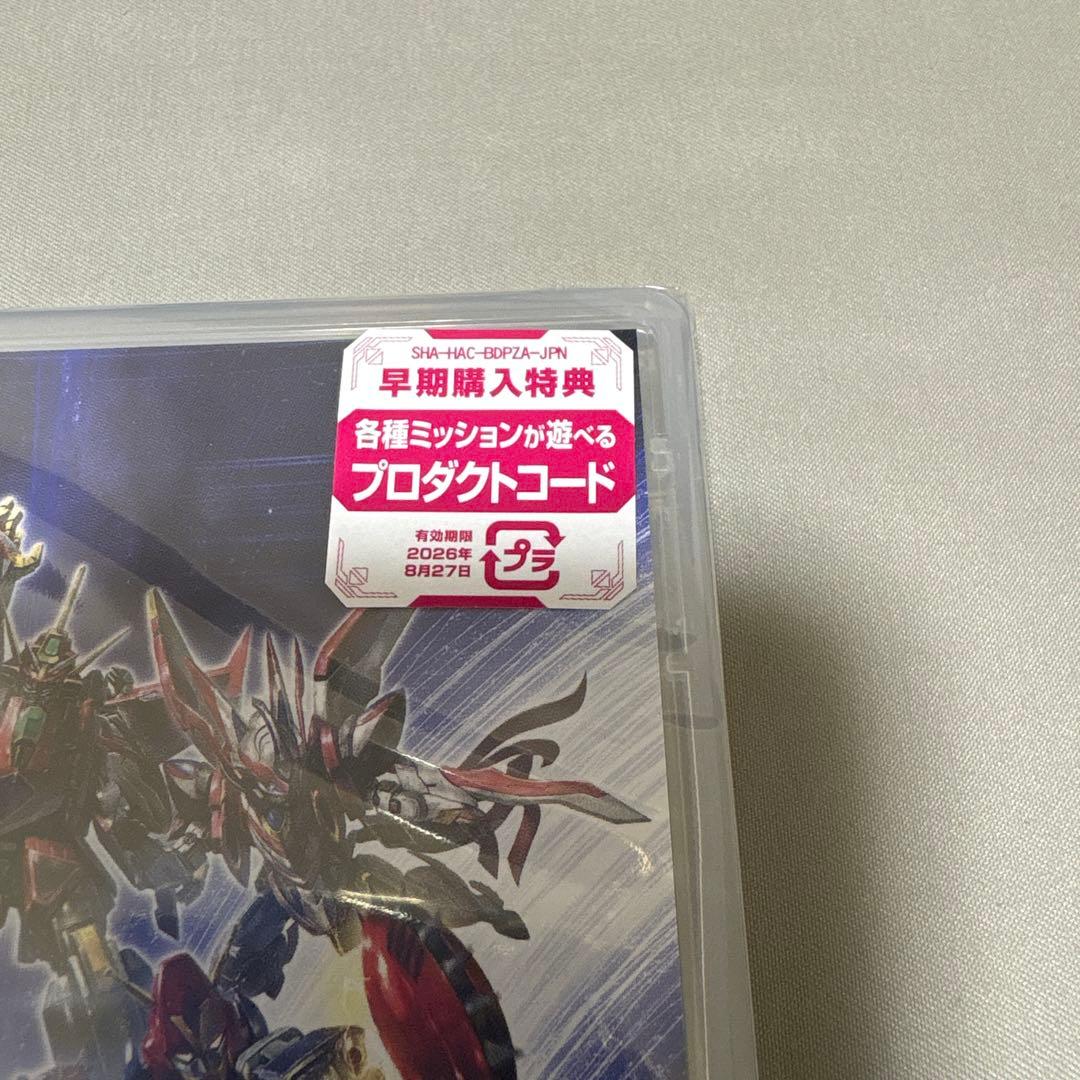 SHA-HAC-BDPZA-JPN
早期購入特典
各種ミッションが遊べる
プロダクトコード
有効期限
2026年
8月27日
プラ